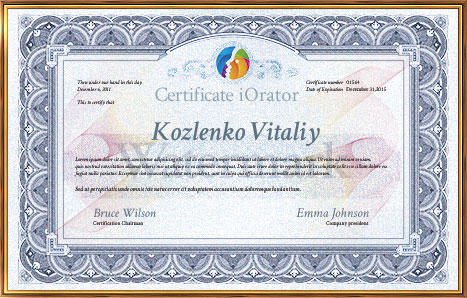 Then under our hand in this day
December 6, 2011
Certificate number 01564
Date of Expiration December 31,2015
This to certify that
Certificate iOrator
Kozlenko Vitaliy
Lorem ipsum dolor sit amet, consectetur adipisicing elit, sed do eiusmod tempor incididunt ut labore et dolore magna aliqua. Ut enim ad minim veniam,
quis nostrud exercitation ullamco laboris nisi ut aliquip ex ea commodo consequat. Duis aute irure dolor in reprehenderit in voluptate velit esse cillum dolore eu
fugiat nulla pariatur. Excepteur sint occaecat cupidatat non proident, sunt in culpa qui officia deserunt mollit anim id est laborum.
Sed ut perspiciatis unde omnis iste natus error sit voluptatem accusantium doloremque laudantium.
Bruce Wilson
Certification Chairman
Emma Johnson
Company president